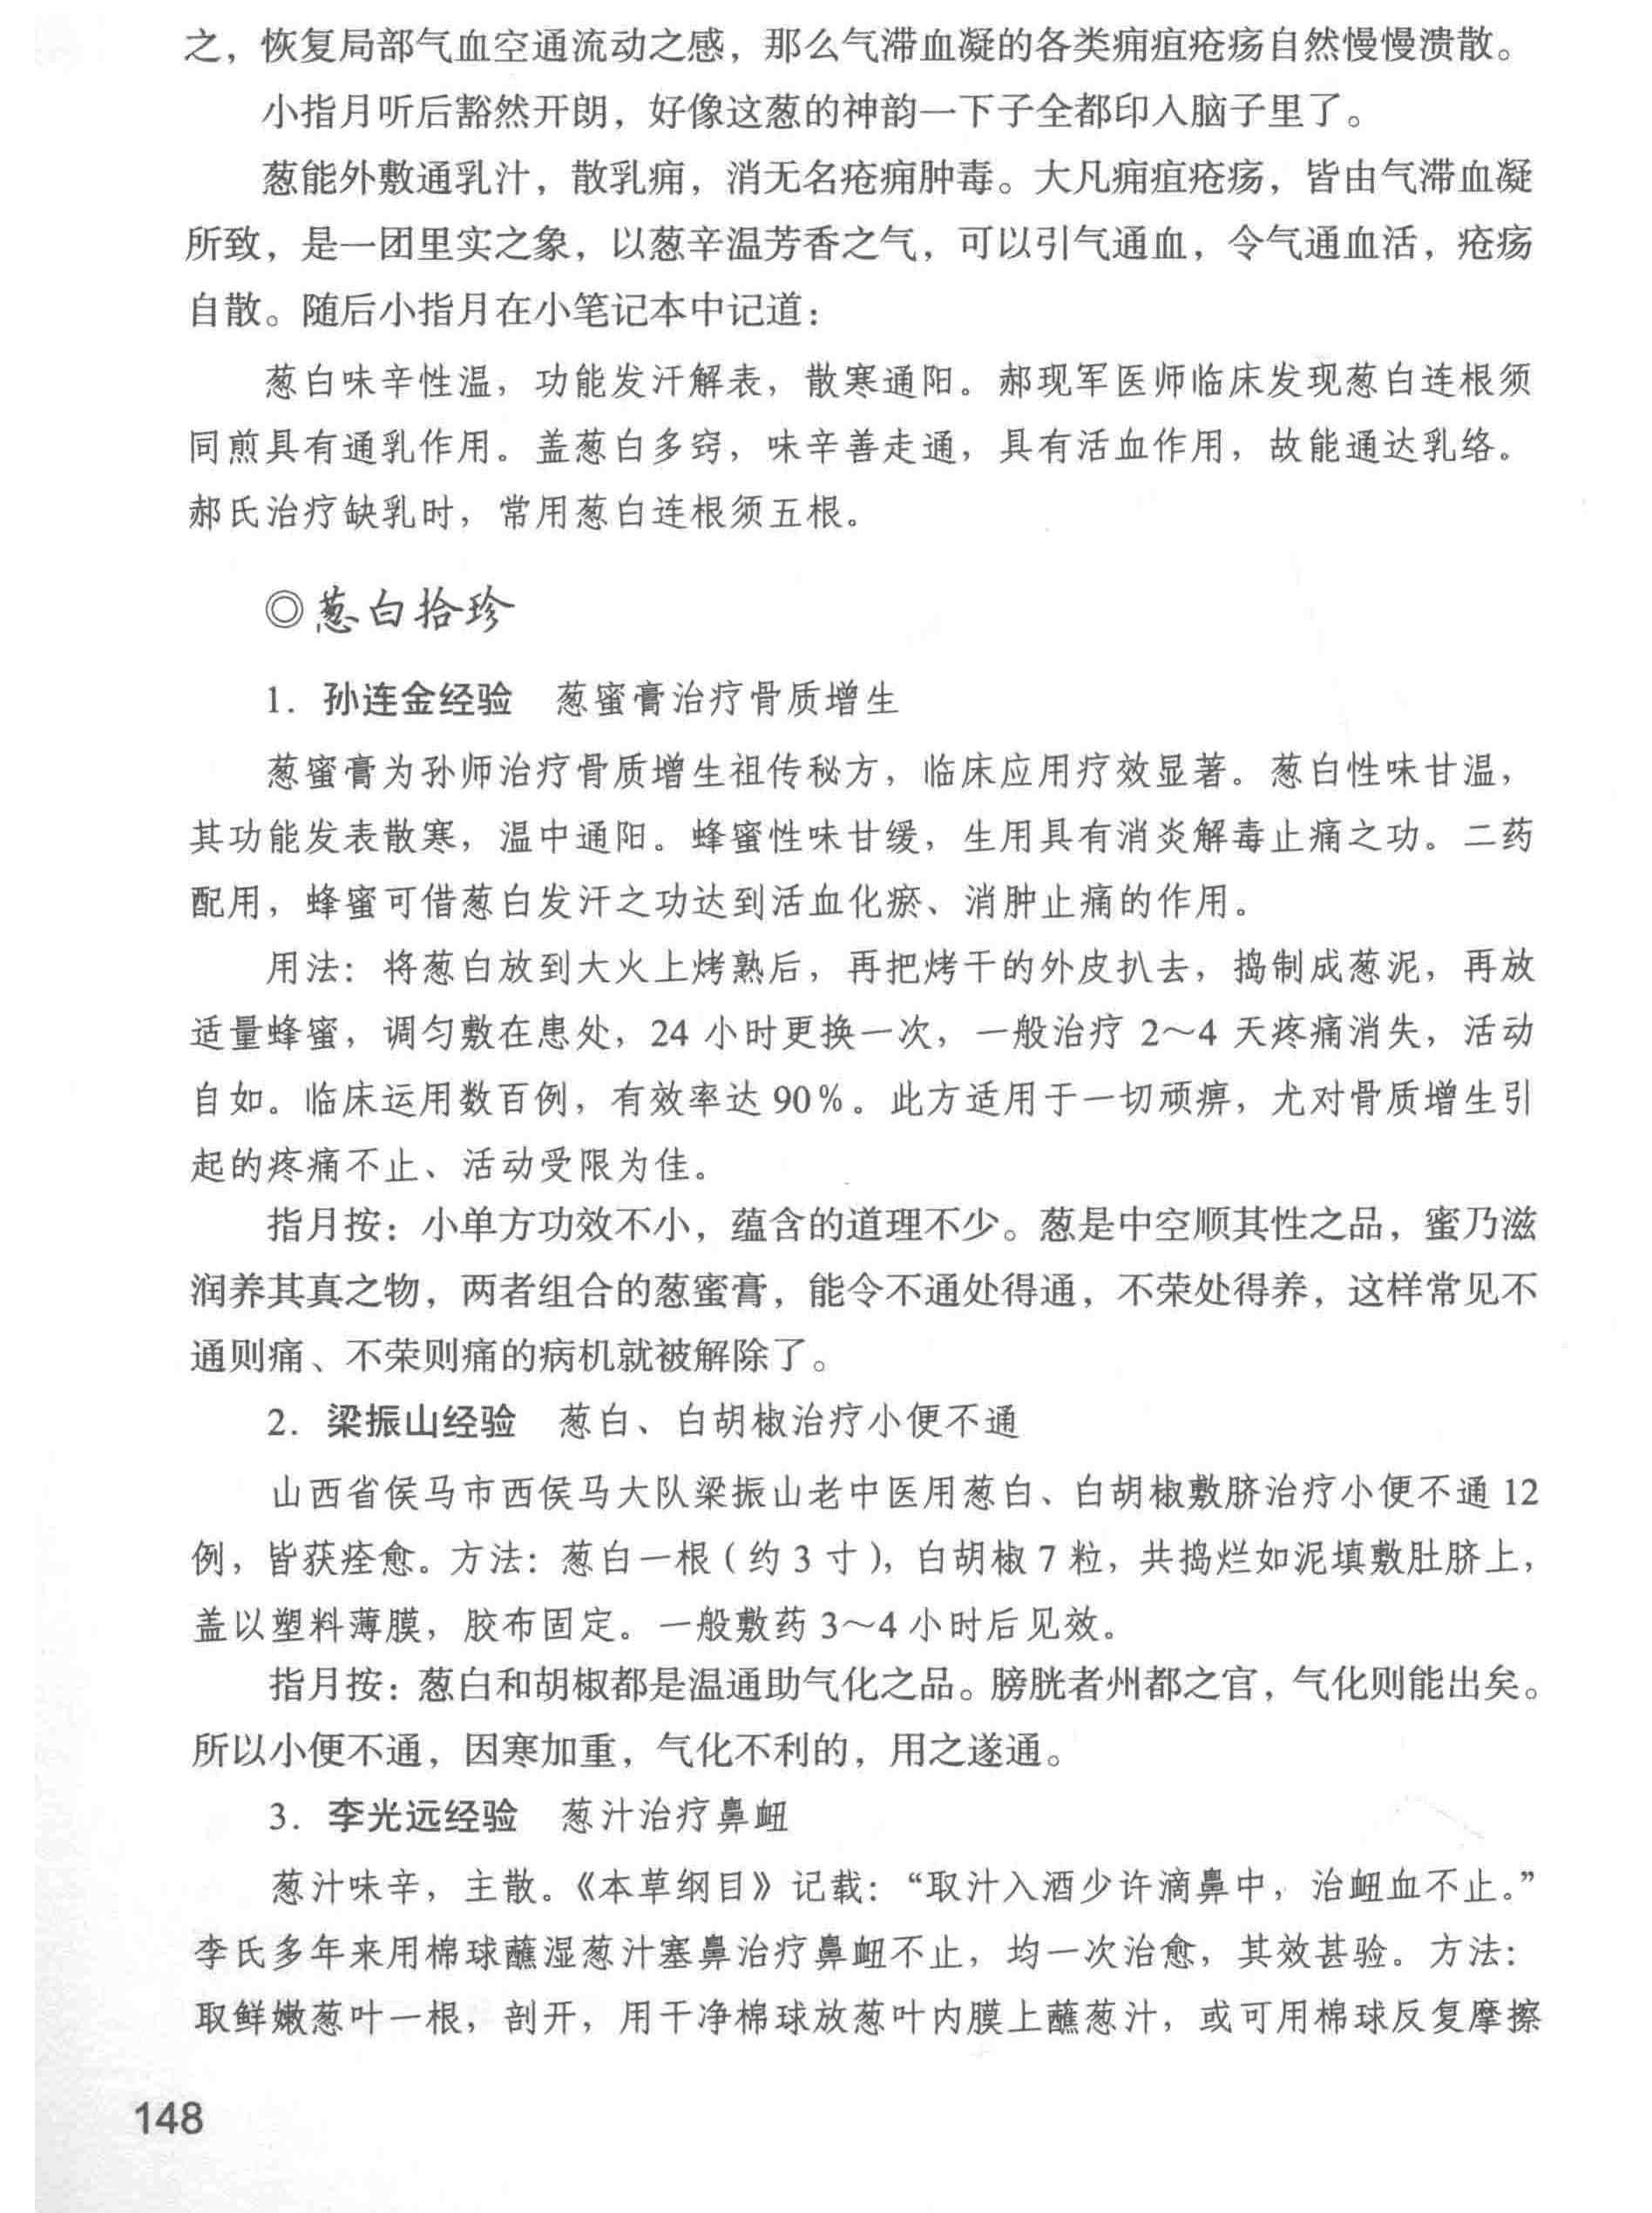 之，恢复局部气血空通流动之感，那么气滞血凝的各类痈疽疮疡自然慢慢溃散。
小指月听后豁然开朗，好像这葱的神韵一下子全都印入脑子里了。
葱能外敷通乳汁，散乳痈，消无名疮痈肿毒。大凡痈疽疮疡，皆由气滞血凝
所致，是一团里实之象，以葱辛温芳香之气，可以引气通血，令气通血活，疮疡
自散。随后小指月在小笔记本中记道：
葱白味辛性温，功能发汗解表，散寒通阳。郝现军医师临床发现葱白连根须
同煎具有通乳作用。盖葱白多窍，味辛善走通，具有活血作用，故能通达乳络。
郝氏治疗缺乳时，常用葱白连根须五根。
◎葱白拾珍
1. 孙连金经验 葱蜜膏治疗骨质增生
葱蜜膏为孙师治疗骨质增生祖传秘方，临床应用疗效显著。葱白性味甘温，
其功能发表散寒，温中通阳。蜂蜜性味甘缓，生用具有消炎解毒止痛之功。二药
配用，蜂蜜可借葱白发汗之功达到活血化瘀、消肿止痛的作用。
用法：将葱白放到大火上烤熟后，再把烤干的外皮扒去，捣制成葱泥，再放
适量蜂蜜，调匀敷在患处，24 小时更换一次，一般治疗 2～4 天疼痛消失，活动
自如。临床运用数百例，有效率达 90%。此方适用于一切顽痹，尤对骨质增生引
起的疼痛不止、活动受限为佳。
指月按：小单方功效不小，蕴含的道理不少。葱是中空顺其性之品，蜜乃滋
润养其真之物，两者组合的葱蜜膏，能令不通处得通，不荣处得养，这样常见不
通则痛、不荣则痛的病机就被解除了。
2. 梁振山经验 葱白、白胡椒治疗小便不通
山西省侯马市西侯马大队梁振山老中医用葱白、白胡椒敷脐治疗小便不通 12
例，皆获痊愈。方法：葱白一根（约 3 寸），白胡椒 7 粒，共捣烂如泥填敷肚脐上，
盖以塑料薄膜，胶布固定。一般敷药 3～4 小时后见效。
指月按：葱白和胡椒都是温通助气化之品。膀胱者州都之官，气化则能出矣。
所以小便不通，因寒加重，气化不利的，用之遂通。
3. 李光远经验 葱汁治疗鼻衄
葱汁味辛，主散。《本草纲目》记载：“取汁入酒少许滴鼻中，治衄血不止。”
李氏多年来用棉球蘸湿葱汁塞鼻治疗鼻衄不止，均一次治愈，其效甚验。方法：
取鲜嫩葱叶一根，剖开，用干净棉球放葱叶内膜上蘸葱汁，或可用棉球反复摩擦
148